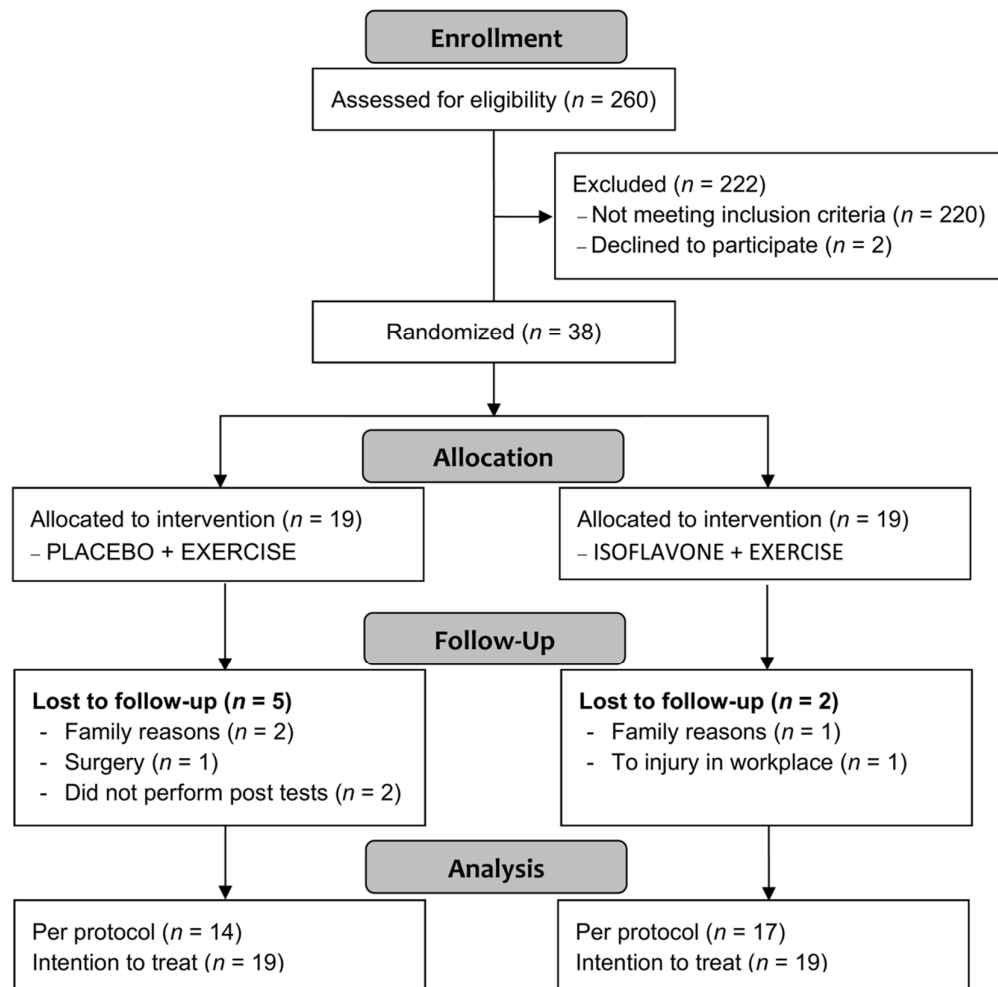 Enrollment
Assessed for eligibility (n = 260)
Excluded (n = 222)
– Not meeting inclusion criteria (n = 220)
– Declined to participate (n = 2)
Randomized (n = 38)
Allocation
Allocated to intervention (n = 19)
– PLACEBO + EXERCISE
Allocated to intervention (n = 19)
– ISOFLAVONE + EXERCISE
Follow-Up
Lost to follow-up (n = 5)
- Family reasons (n = 2)
- Surgery (n = 1)
- Did not perform post tests (n = 2)
Lost to follow-up (n = 2)
- Family reasons (n = 1)
- To injury in workplace (n = 1)
Analysis
Per protocol (n = 14)
Intention to treat (n = 19)
Per protocol (n = 17)
Intention to treat (n = 19)